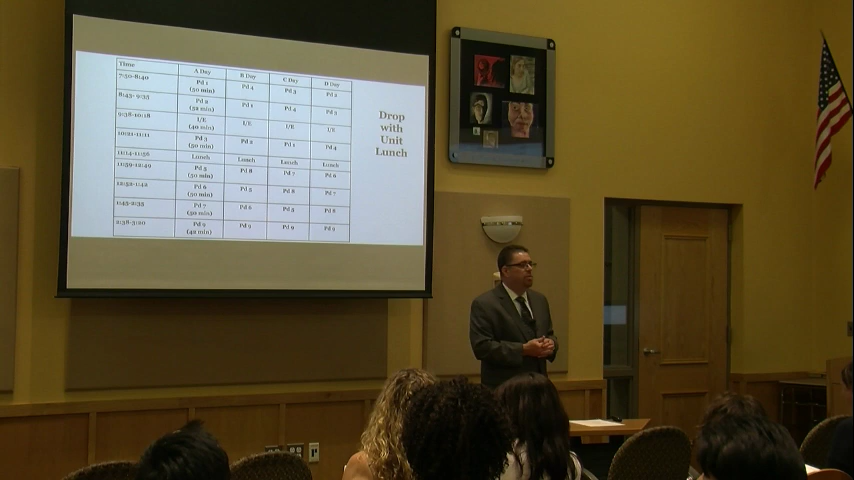 Time A Day B Day C Day D Day
7:50-8:40 Pd 1 (50 min) Pd 4 Pd 3 Pd 2
8:43- 9:35 Pd 2 (52 min) Pd 1 Pd 4 Pd 3
9:38-10:18 I/E (40 min) I/E I/E I/E
10:21-11:11 Pd 3 (50 min) Pd 2 Pd 1 Pd 4
11:14-11:56 Lunch Lunch Lunch Lunch
11:59-12:49 Pd 5 (50 min) Pd 8 Pd 7 Pd 6
12:52-1:42 Pd 6 (50 min) Pd 5 Pd 8 Pd 7
1:45-2:35 Pd 7 (50 min) Pd 6 Pd 5 Pd 8
2:38-3:20 Pd 9 (42 min) Pd 9 Pd 9 Pd 9
Drop
with
Unit
Lunch